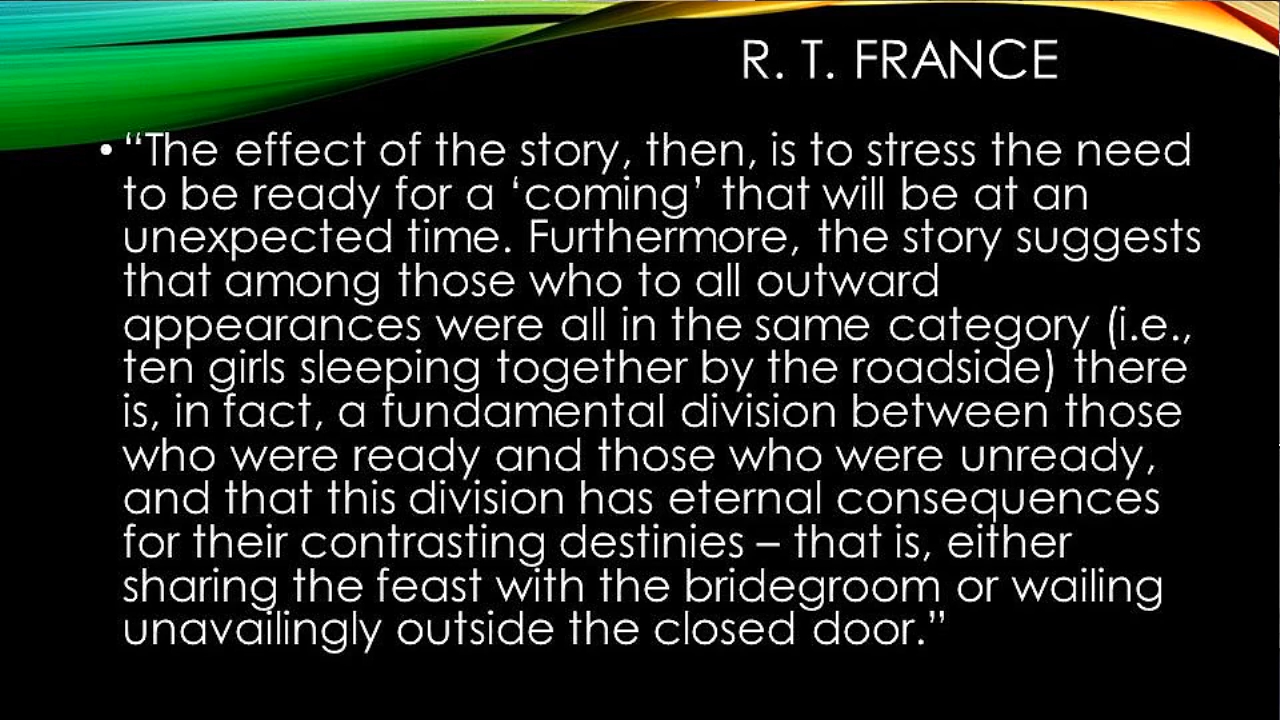 R. T. FRANCE
• “The effect of the story, then, is to stress the need
to be ready for a ‘coming’ that will be at an
unexpected time. Furthermore, the story suggests
that among those who to all outward
appearances were all in the same category (i.e.,
ten girls sleeping together by the roadside) there
is, in fact, a fundamental division between those
who were ready and those who were unready,
and that this division has eternal consequences
for their contrasting destinies – that is, either
sharing the feast with the bridegroom or wailing
unavailingly outside the closed door.”